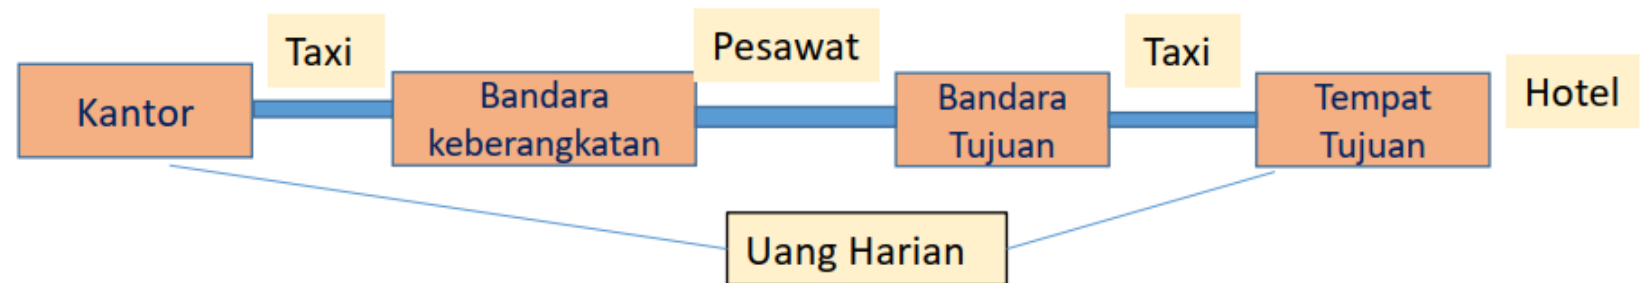 Taxi
Pesawat
Taxi
Kantor
Bandara
keberangkatan
Bandara
Tujuan
Tempat
Tujuan
Hotel
Uang Harian